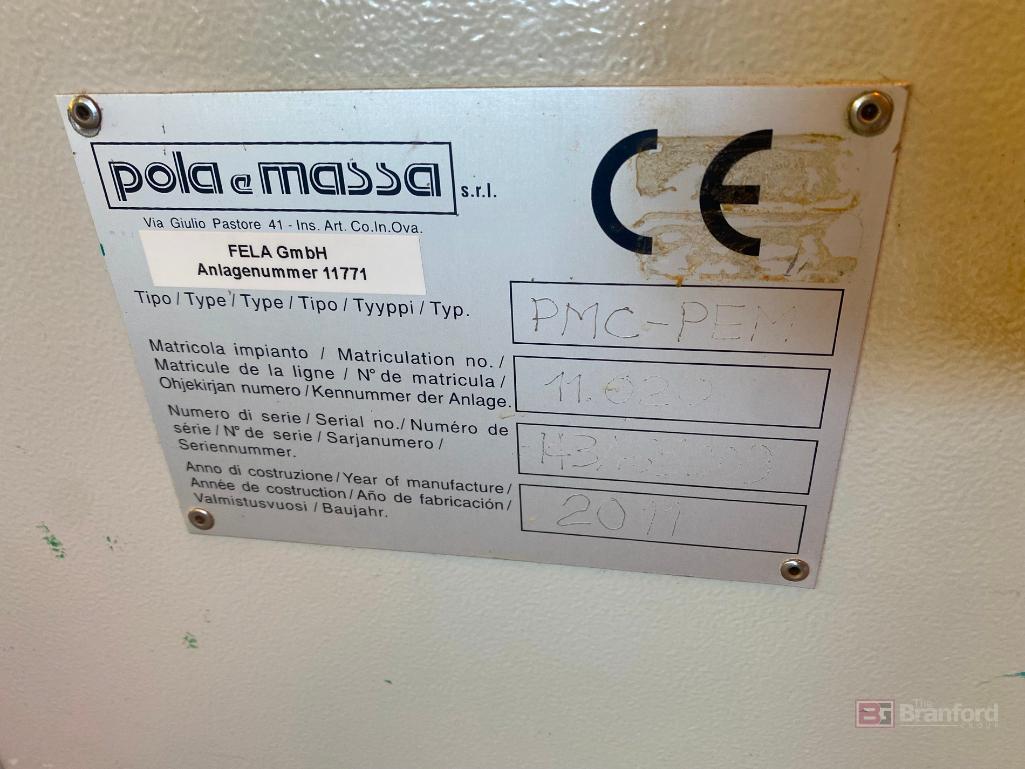 pola e massa s.r.l.
CE
Via Giulio Pastore 41 - Ins. Art. Co.In.Ova.
FELA GmbH
Anlagenummer 11771
Tipo / Type / Type / Tipo / Tyyppi / Typ.
PMC-PEM
Matricola impianto / Matriculation no. /
Matricule de la ligne / N° de matricula /
Ohjekirjan numero / Kennummer der Anlage.
11.020
Numero di serie / Serial no./ Numéro de
série / N° de serie / Sarjanumero /
Seriennummer.
Anno di costruzione / Year of manufacture /
Année de costruction / Año de fabricación /
Valmistusvuosi / Baujahr.
2011
The
Branford
GROUP